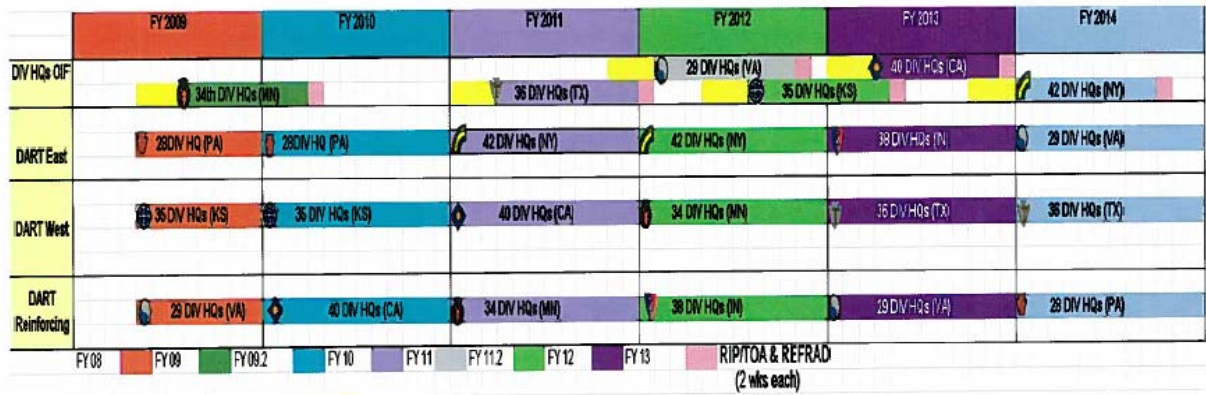 FY 2009 FY 2010 FY 2011 FY 2012 FY 2013 FY 2014
DIV HQs OIF
29 DIV HQs (VA) 40 DIV HQs (CA)
34th DIV HQs (MN) 36 DIV HQs (TX) 35 DIV HQs (KS) 42 DIV HQs (NY)
DART East
28DIV HQ (PA) 28DIV HQ (PA) 42 DIV HQs (NY) 42 DIV HQs (NY) 38 DIV HQs (IN) 29 DIV HQs (VA)
DART West
35 DIV HQs (KS) 35 DIV HQs (KS) 40 DIV HQs (CA) 34 DIV HQs (MN) 36 DIV HQs (TX) 36 DIV HQs (TX)
DART
Reinforcing
29 DIV HQs (VA) 40 DIV HQs (CA) 34 DIV HQs (MN) 38 DIV HQs (IN) 29 DIV HQs (VA) 28 DIV HQs (PA)
FY 08 FY 09 FY 09.2 FY 10 FY 11 FY 11.2 FY 12 FY 13 RIP/TOA & REFRAD
(2 wks each)